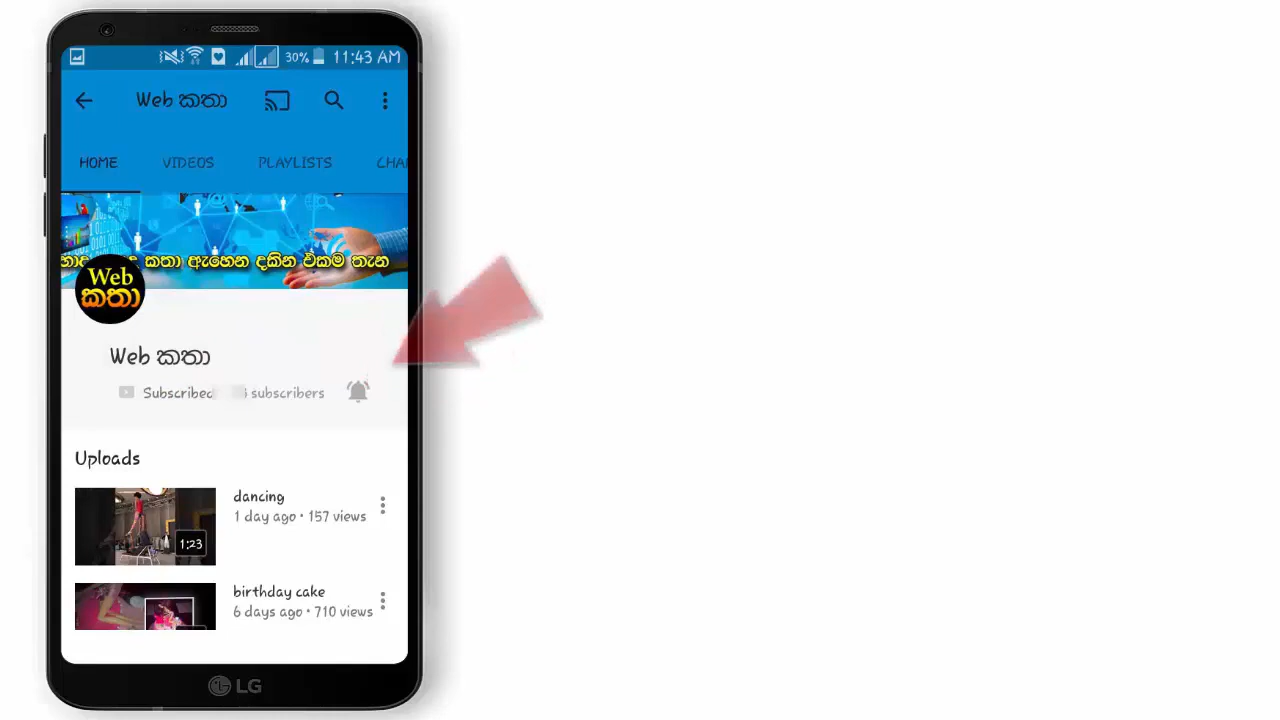 30% 11:43 AM
Web කතා
HOME VIDEOS PLAYLISTS
කතා ඇහෙන දකින එකම තැන
Web
කතා
Web කතා
Subscribed subscribers
Uploads
dancing
1 day ago • 157 views
1:23
birthday cake
6 days ago • 710 views
LG